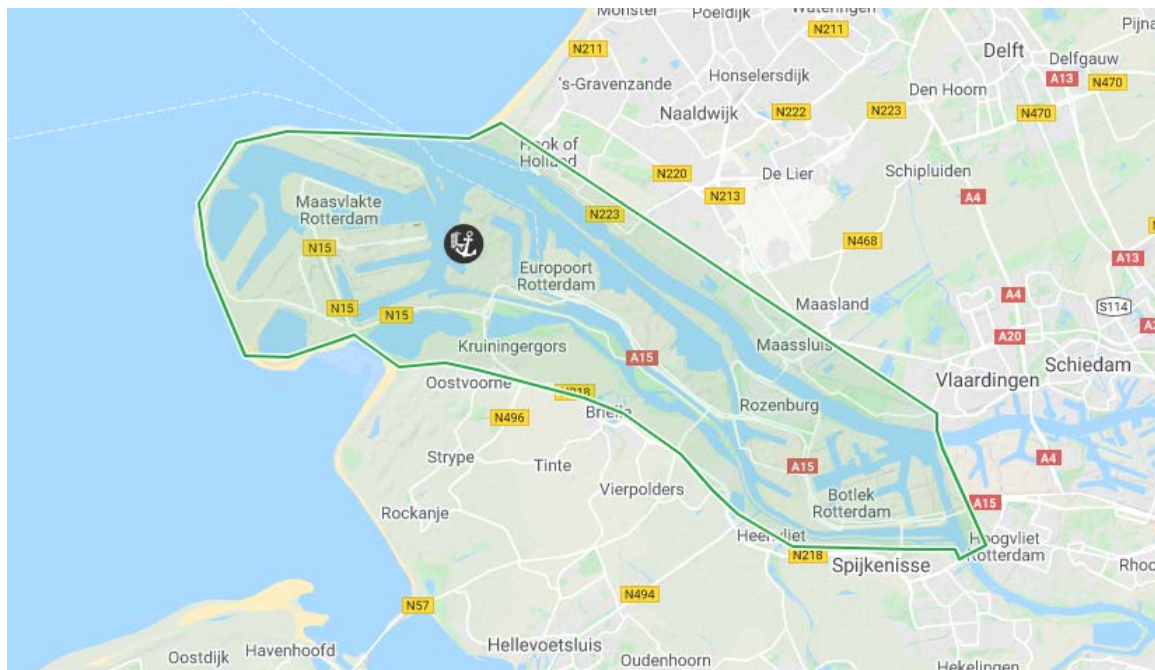 Monster
Poeldijk
Wateringen
N211
Pijna
N211
Delft
Delfgauw
's-Gravenzande
Honselersdijk
A13
N470
Den Hoorn
Naaldwijk
N222
N223
N470
Hook of
Holland
N220
De Lier
Schipluiden
N213
A4
Maasvlakte
Rotterdam
N223
N15
N468
A13
Europoort
Rotterdam
A4
N15
N15
Maasland
S114
A20
Kruiningergors
Maassluis
A15
Schiedam
Vlaardingen
Oostvoorne
N218
Brielle
Rozenburg
N496
Strype
Tinte
A15
A4
Vierpolders
Botlek
Rotterdam
A15
Rockanje
Heenvliet
Hoogvliet
Rotterdam
N218
Spijkenisse
Rhoo
N494
N57
Hellevoetsluis
Havenhoofd
Oostdijk
Oudenhoorn
Hekelingen